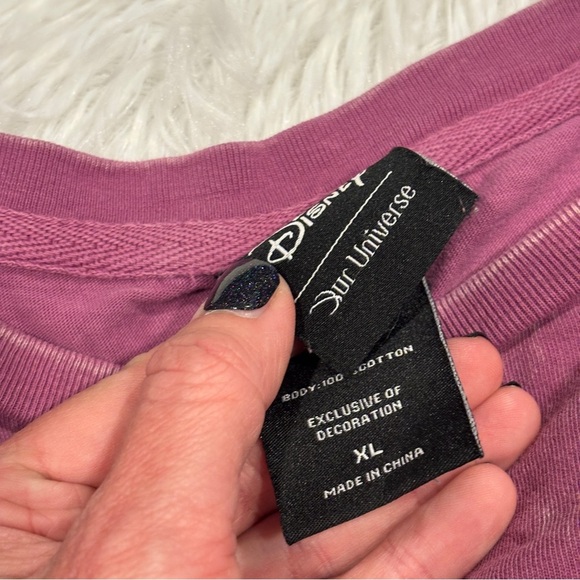 DISNEY
Our Universe
BODY: 100% COTTON
EXCLUSIVE OF
DECORATION
XL
MADE IN CHINA